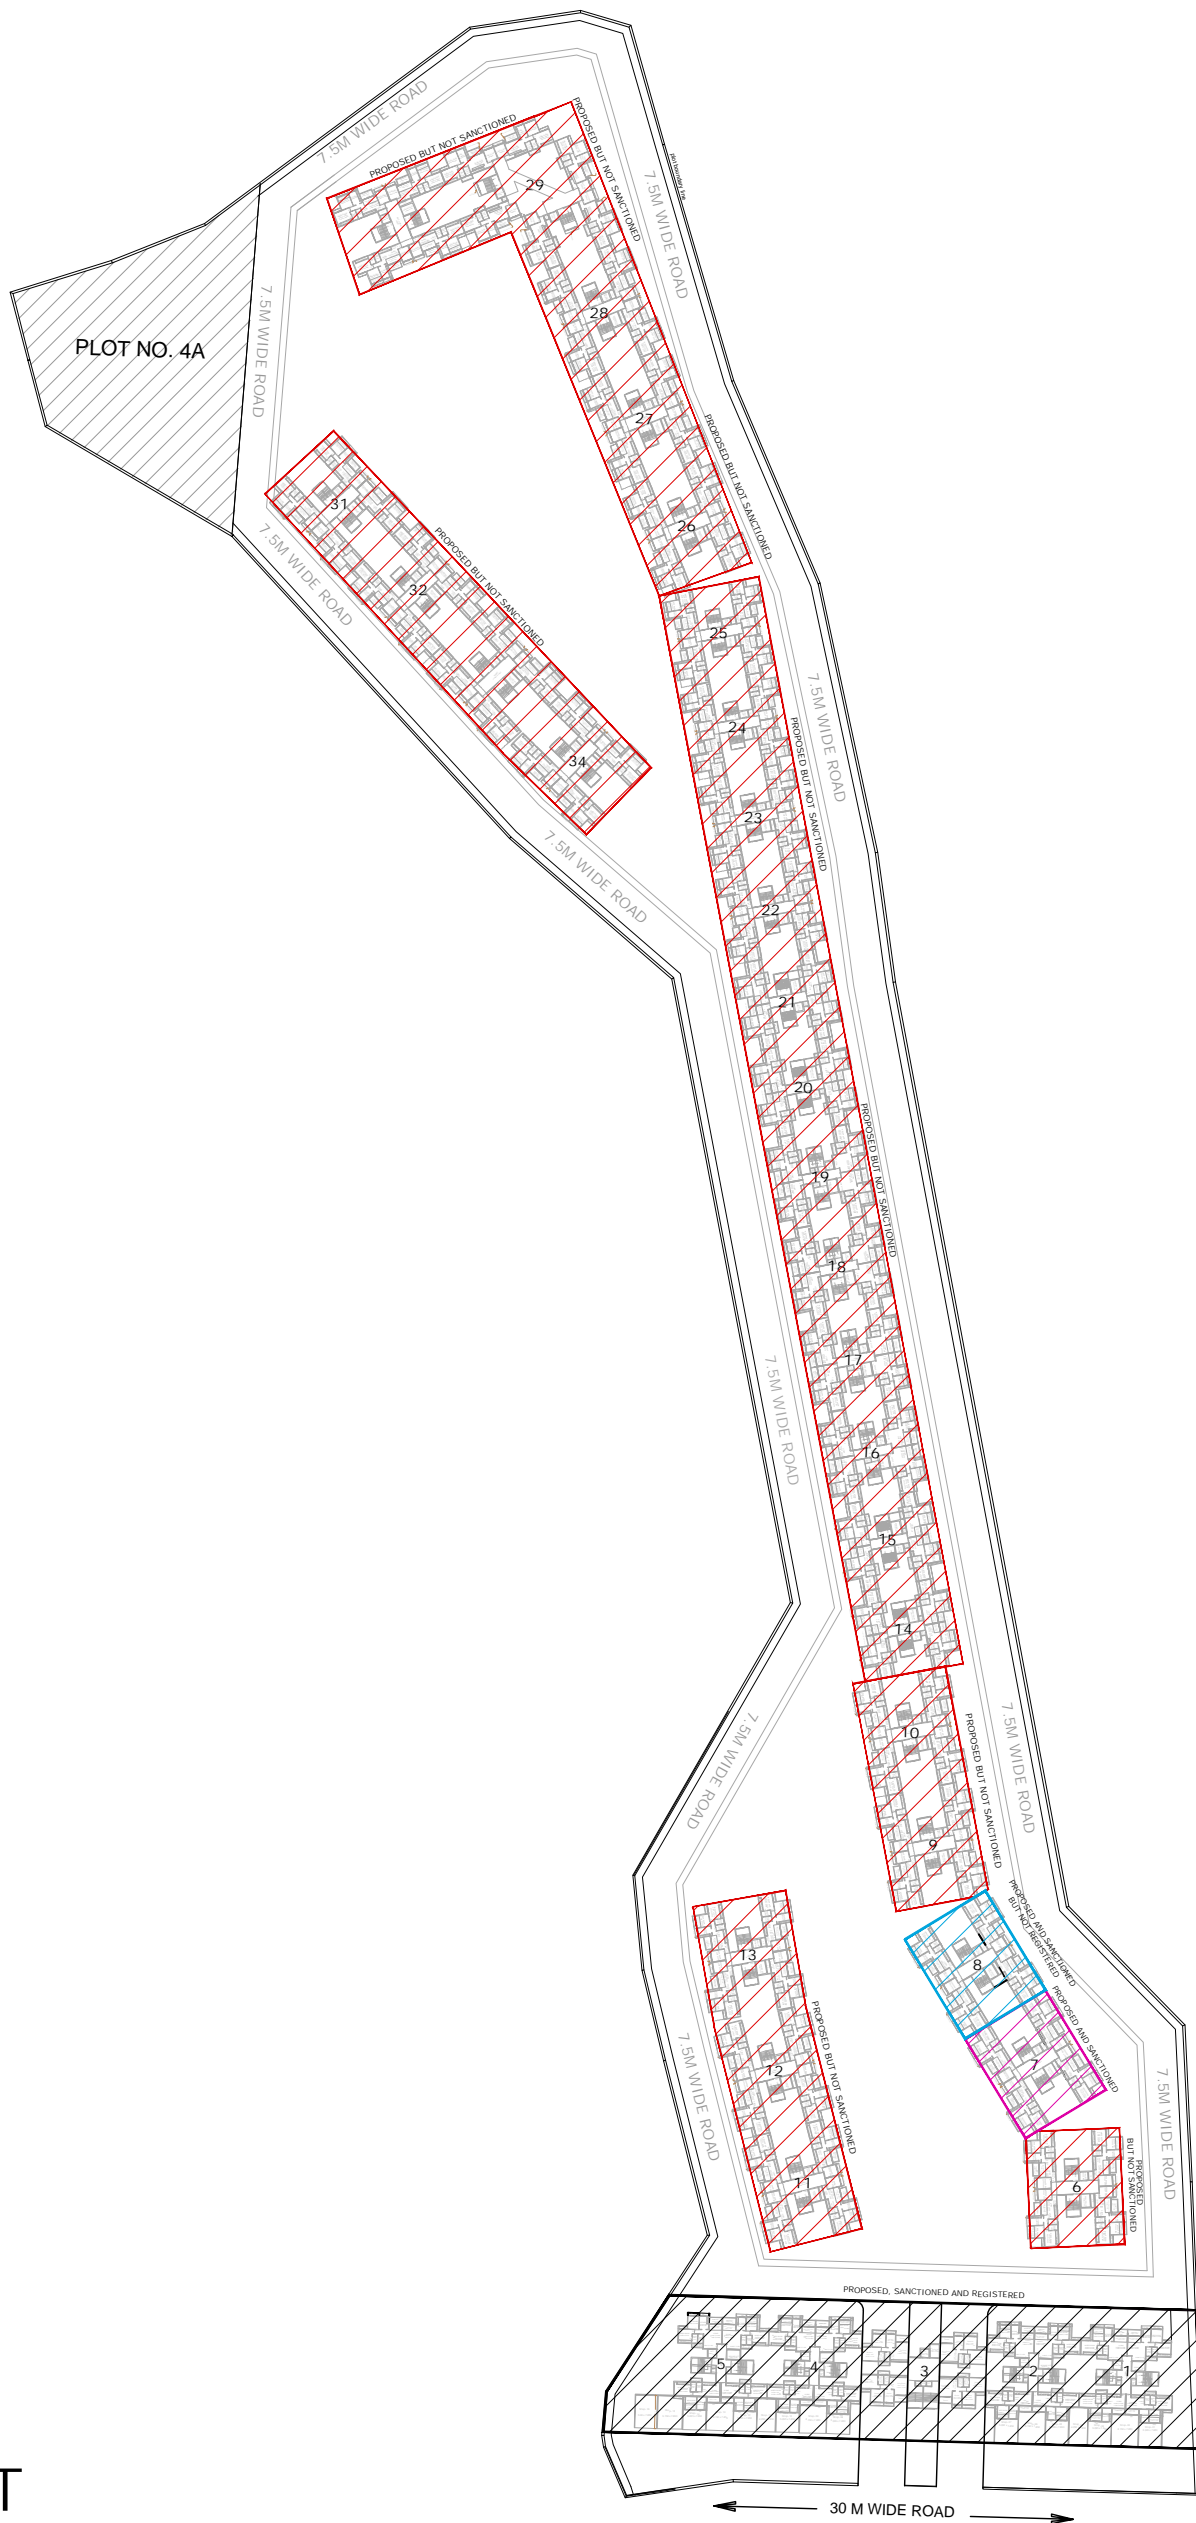 7.5M WIDE ROAD
PROPOSED BUT NOT SANCTIONED
PROPOSED BUT NOT SANCTIONED
plot boundary line
29
7.5M WIDE ROAD
28
7.5M WIDE ROAD
PLOT NO. 4A
27
PROPOSED BUT NOT SANCTIONED
26
31
PROPOSED BUT NOT SANCTIONED
7.5M WIDE ROAD
32
25
7.5M WIDE ROAD
24
PROPOSED BUT NOT SANCTIONED
34
23
7.5M WIDE ROAD
22
21
20
PROPOSED BUT NOT SANCTIONED
19
18
17
7.5M WIDE ROAD
16
15
14
7.5M WIDE ROAD
10
7.5M WIDE ROAD
PROPOSED BUT NOT SANCTIONED
9
PROPOSED AND SANCTIONED
BUT NOT REGISTERED
13
8
PROPOSED AND SANCTIONED
7
7.5M WIDE ROAD
12
PROPOSED BUT NOT SANCTIONED
7.5M WIDE ROAD
11
6
PROPOSED
BUT NOT SANCTIONED
PROPOSED, SANCTIONED AND REGISTERED
5
4
3
2
1
T
30 M WIDE ROAD